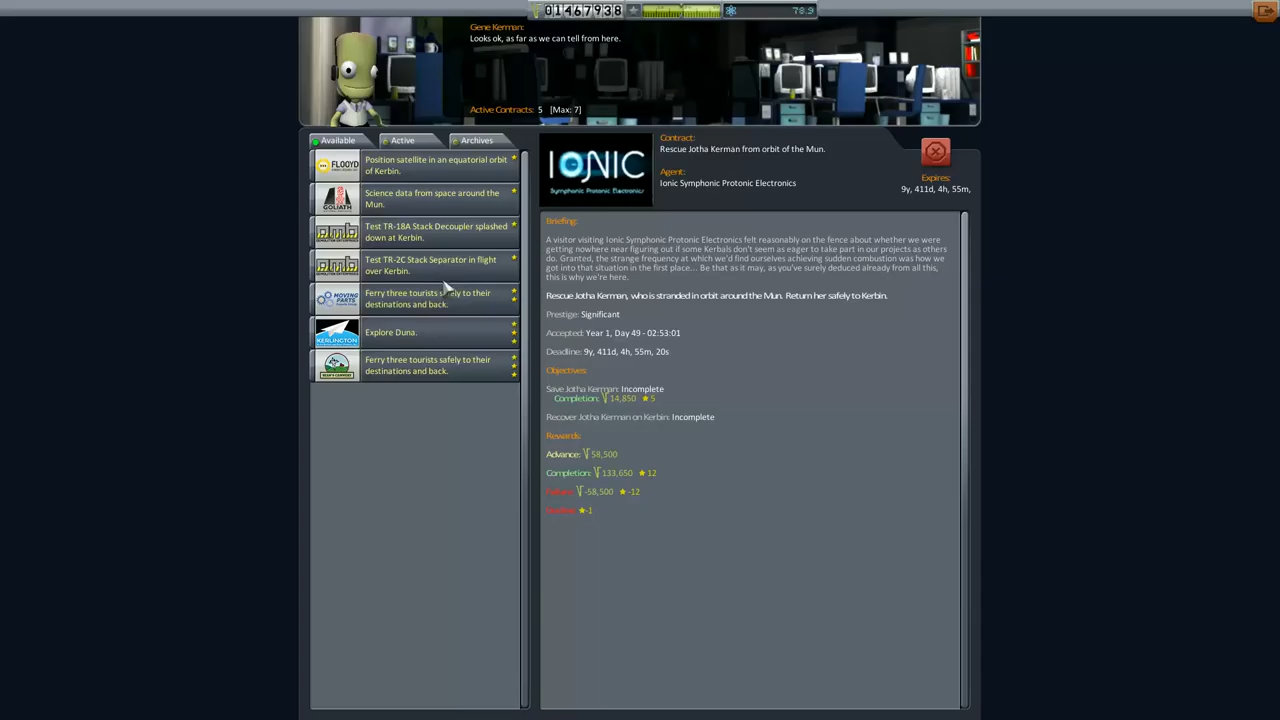 01467938
78.9
Gene Kerman:
Looks ok, as far as we can tell from here.
Active Contracts: 5 [Max: 7]
Available
Active
Archives
FLOOYD
Position satellite in an equatorial orbit
of Kerbin.
GOLIATH
Science data from space around the
Mun.
Test TR-18A Stack Decoupler splashed
down at Kerbin.
Test TR-2C Stack Separator in flight
over Kerbin.
MOVING
PARTS
Ferry three tourists safely to their
destinations and back.
KERLINGTON
Explore Duna.
Ferry three tourists safely to their
destinations and back.
IONIC
Symphonic Protonic Electronics
Contract:
Rescue Jotha Kerman from orbit of the Mun.
Agent:
Ionic Symphonic Protonic Electronics
Expires:
9y, 411d, 4h, 55m,
Briefing:
A visitor visiting Ionic Symphonic Protonic Electronics felt reasonably on the fence about whether we were
getting nowhere near figuring out if some Kerbals don't seem as eager to take part in our projects as others
do. Granted, the strange frequency at which we'd find ourselves achieving sudden combustion was how we
got into that situation in the first place... Be that as it may, as you've surely deduced already from all this,
this is why we're here.
Rescue Jotha Kerman, who is stranded in orbit around the Mun. Return her safely to Kerbin.
Prestige: Significant
Accepted: Year 1, Day 49 - 02:53:01
Deadline: 9y, 411d, 4h, 55m, 20s
Objectives:
Save Jotha Kerman: Incomplete
Completion: 14,850 5
Recover Jotha Kerman on Kerbin: Incomplete
Rewards:
Advance: 58,500
Completion: 133,650 12
-58,500 -12
-1